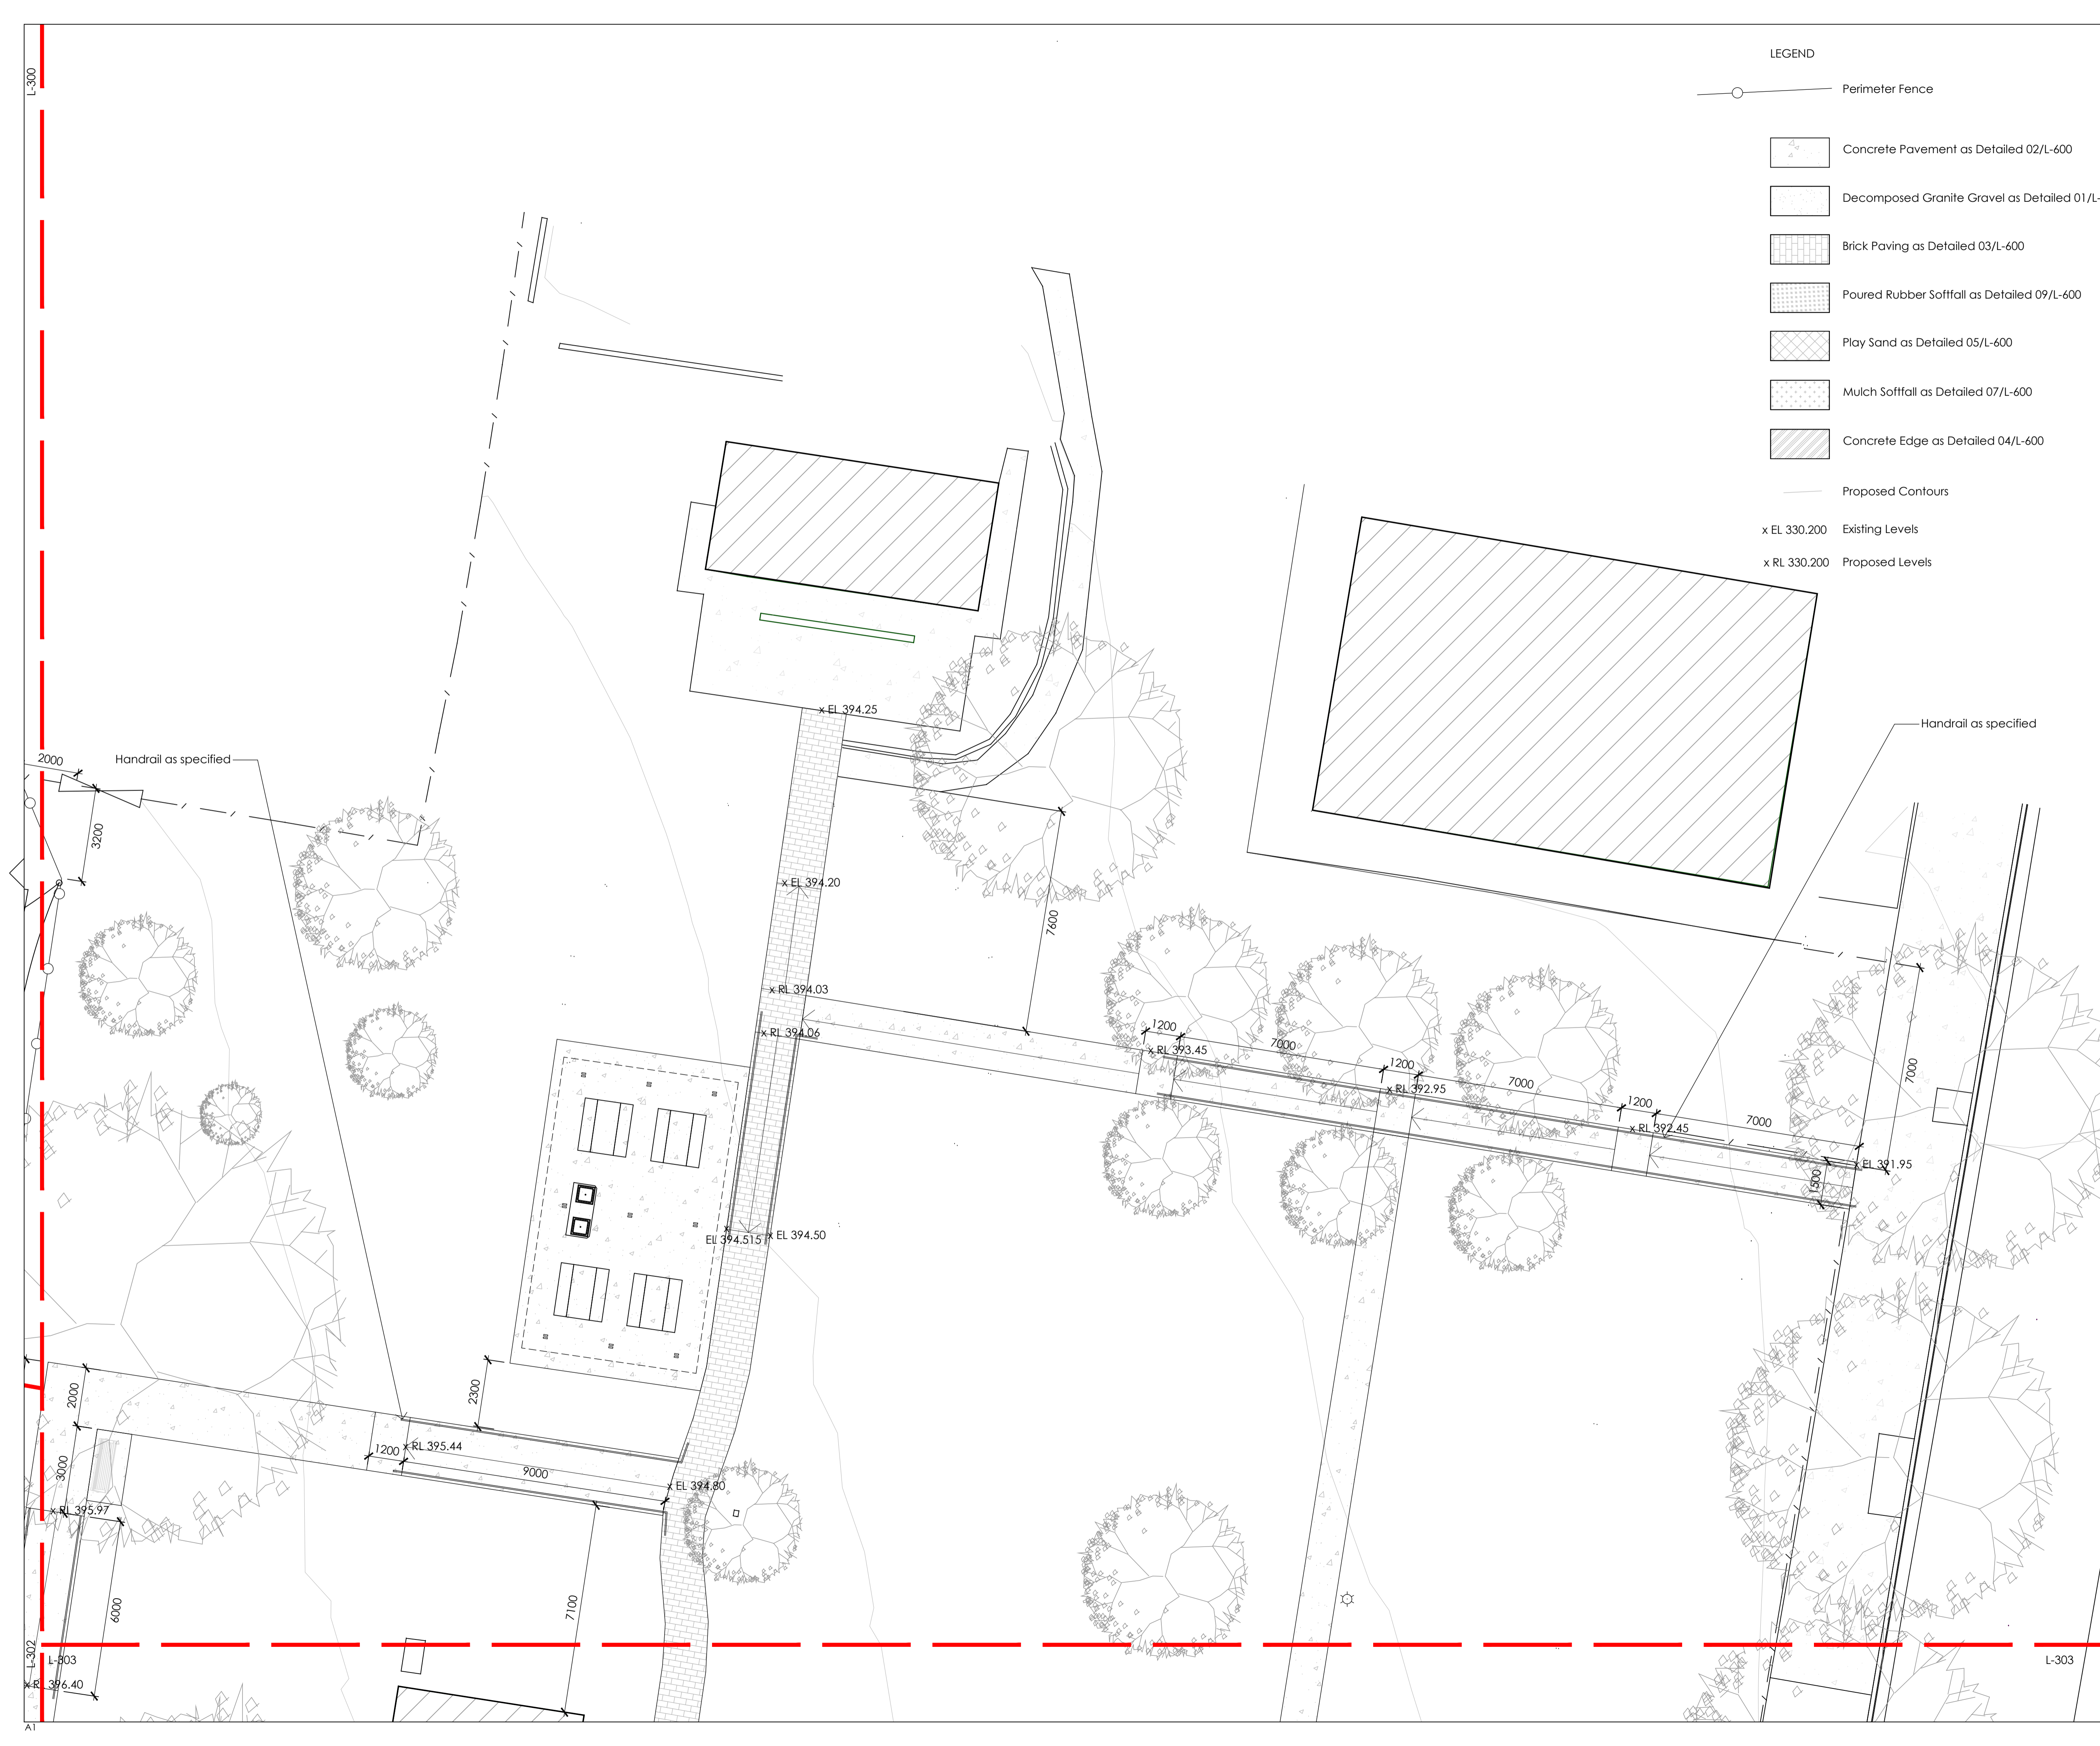 L-300
LEGEND
Perimeter Fence
Concrete Pavement as Detailed 02/L-600
Decomposed Granite Gravel as Detailed 01/L-
Brick Paving as Detailed 03/L-600
Poured Rubber Softfall as Detailed 09/L-600
Play Sand as Detailed 05/L-600
Mulch Softfall as Detailed 07/L-600
Concrete Edge as Detailed 04/L-600
Proposed Contours
x EL 330.200 Existing Levels
x RL 330.200 Proposed Levels
x EL 394.25
Handrail as specified
2000
Handrail as specified
3200
x EL 394.20
7600
x RL 394.03
x RL 394.06
1200
x RL 393.45
7000
1200
x RL 392.95
7000
1200
x RL 392.45
7000
7000
x EL 391.95
1500
x
EL 394.515
x EL 394.50
2300
2000
1200
x RL 395.44
9000
x EL 394.80
3000
x RL 395.97
6000
7100
L-302
L-303
L-303
x RL 396.40
A1